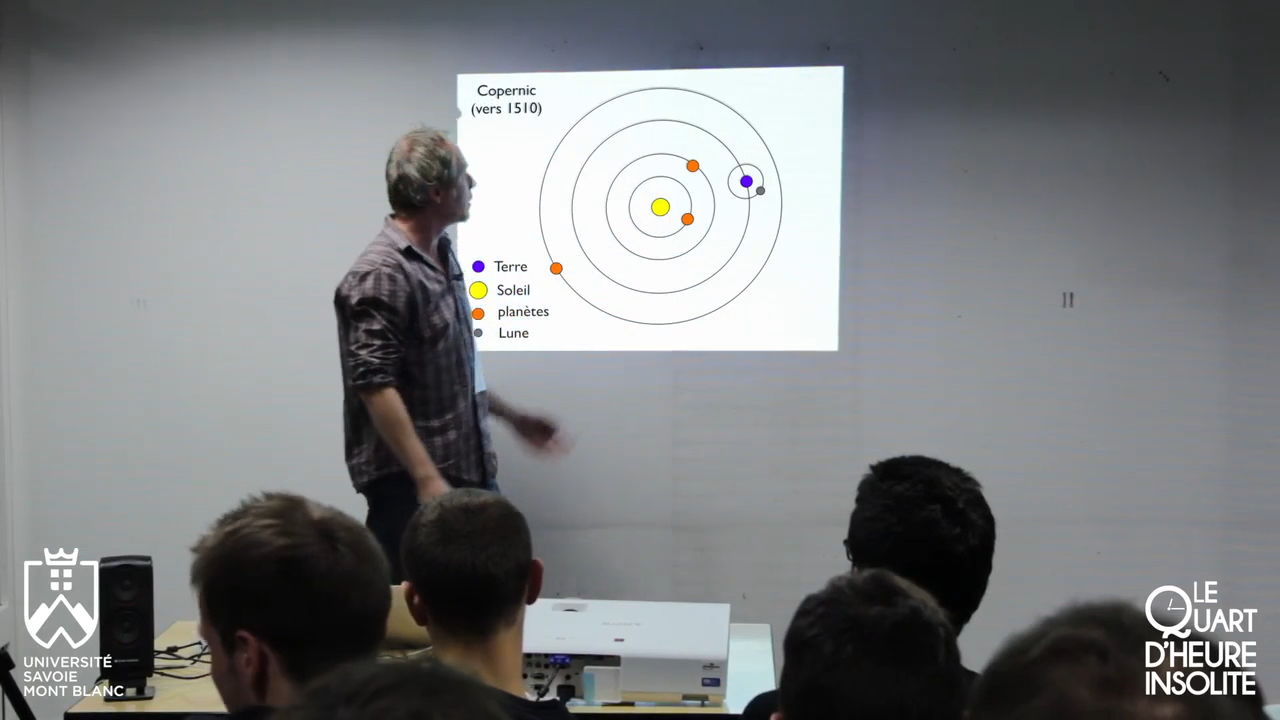 Copernic
(vers 1510)
Terre
Soleil
planètes
Lune
UNIVERSITÉ
SAVOIE
MONT BLANC
LE
QUART
D'HEURE
INSOLITE